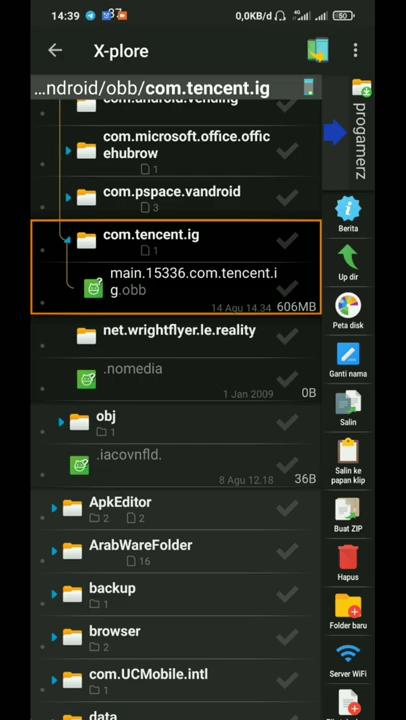 14:39
37
0,0K/d
4G
50
X-plore
...ndroid/obb/com.tencent.ig
com.android.vending
com.microsoft.office.offic
ehubrow
1
com.pspace.vandroid
3
com.tencent.ig
1
main.15336.com.tencent.i
g.obb
14 Agu 14.34 606MB
net.wrightflyer.le.reality
.nomedia
1 Jan 2009 0B
obj
1
.iacovnfld.
8 Agu 12.18 36B
ApkEditor
2 2
ArabWareFolder
16
backup
1
browser
2
com.UCMobile.intl
1
data
progamerz
Berita
Up dir
Peta disk
Ganti nama
Salin
Salin ke
papan klip
Buat ZIP
Hapus
Folder baru
Server WiFi